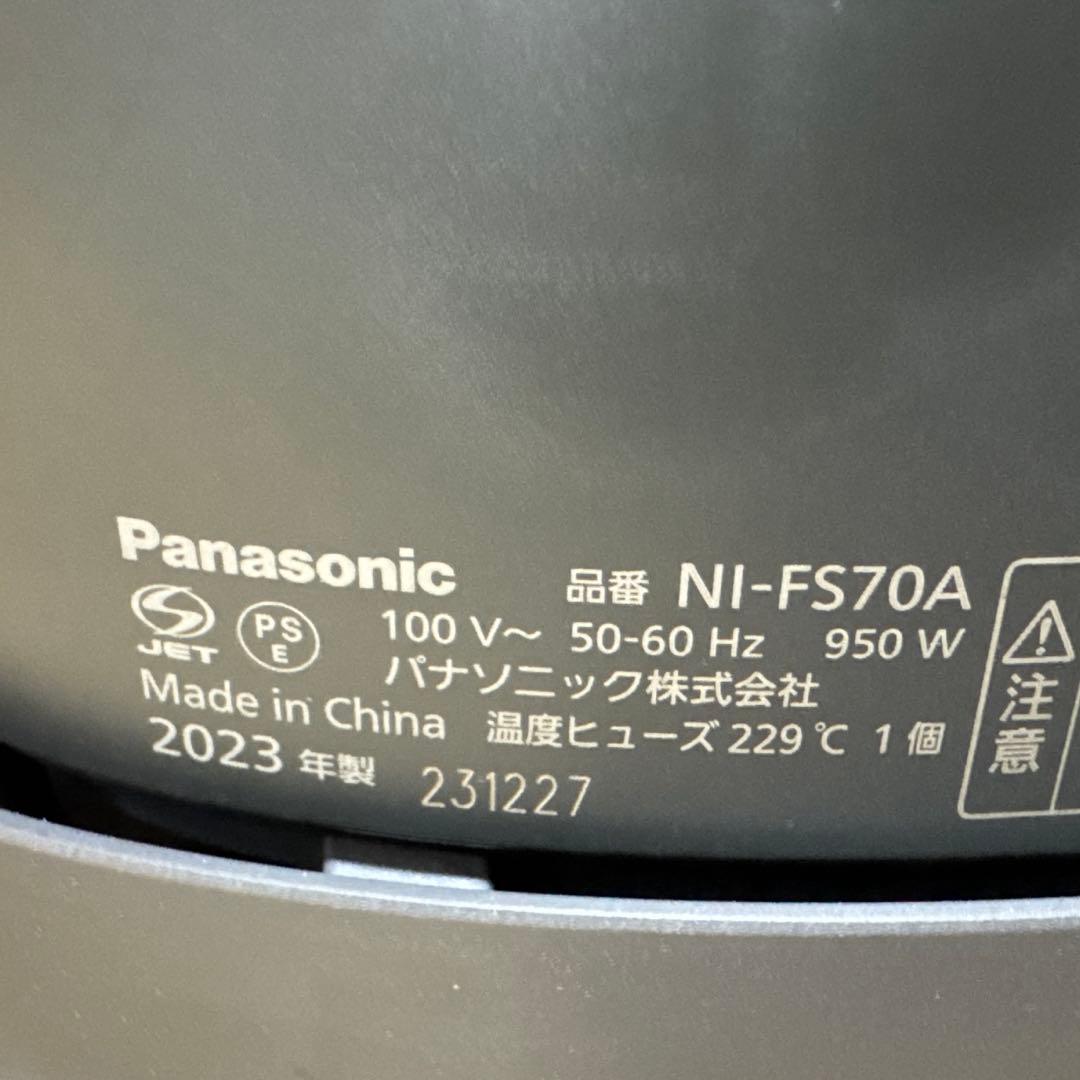 Panasonic
品番 NI-FS70A
JET
PS
E
100 V～ 50-60 Hz 950 W
パナソニック株式会社
Made in China
温度ヒューズ 229 ℃ 1 個
2023 年製 231227
注意